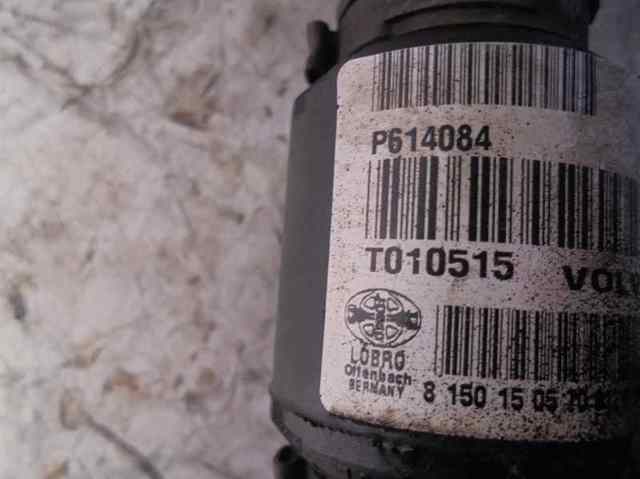 P614084
T010515 VOL
LÖBRO
Offenbach
GERMANY
8 150 15 05